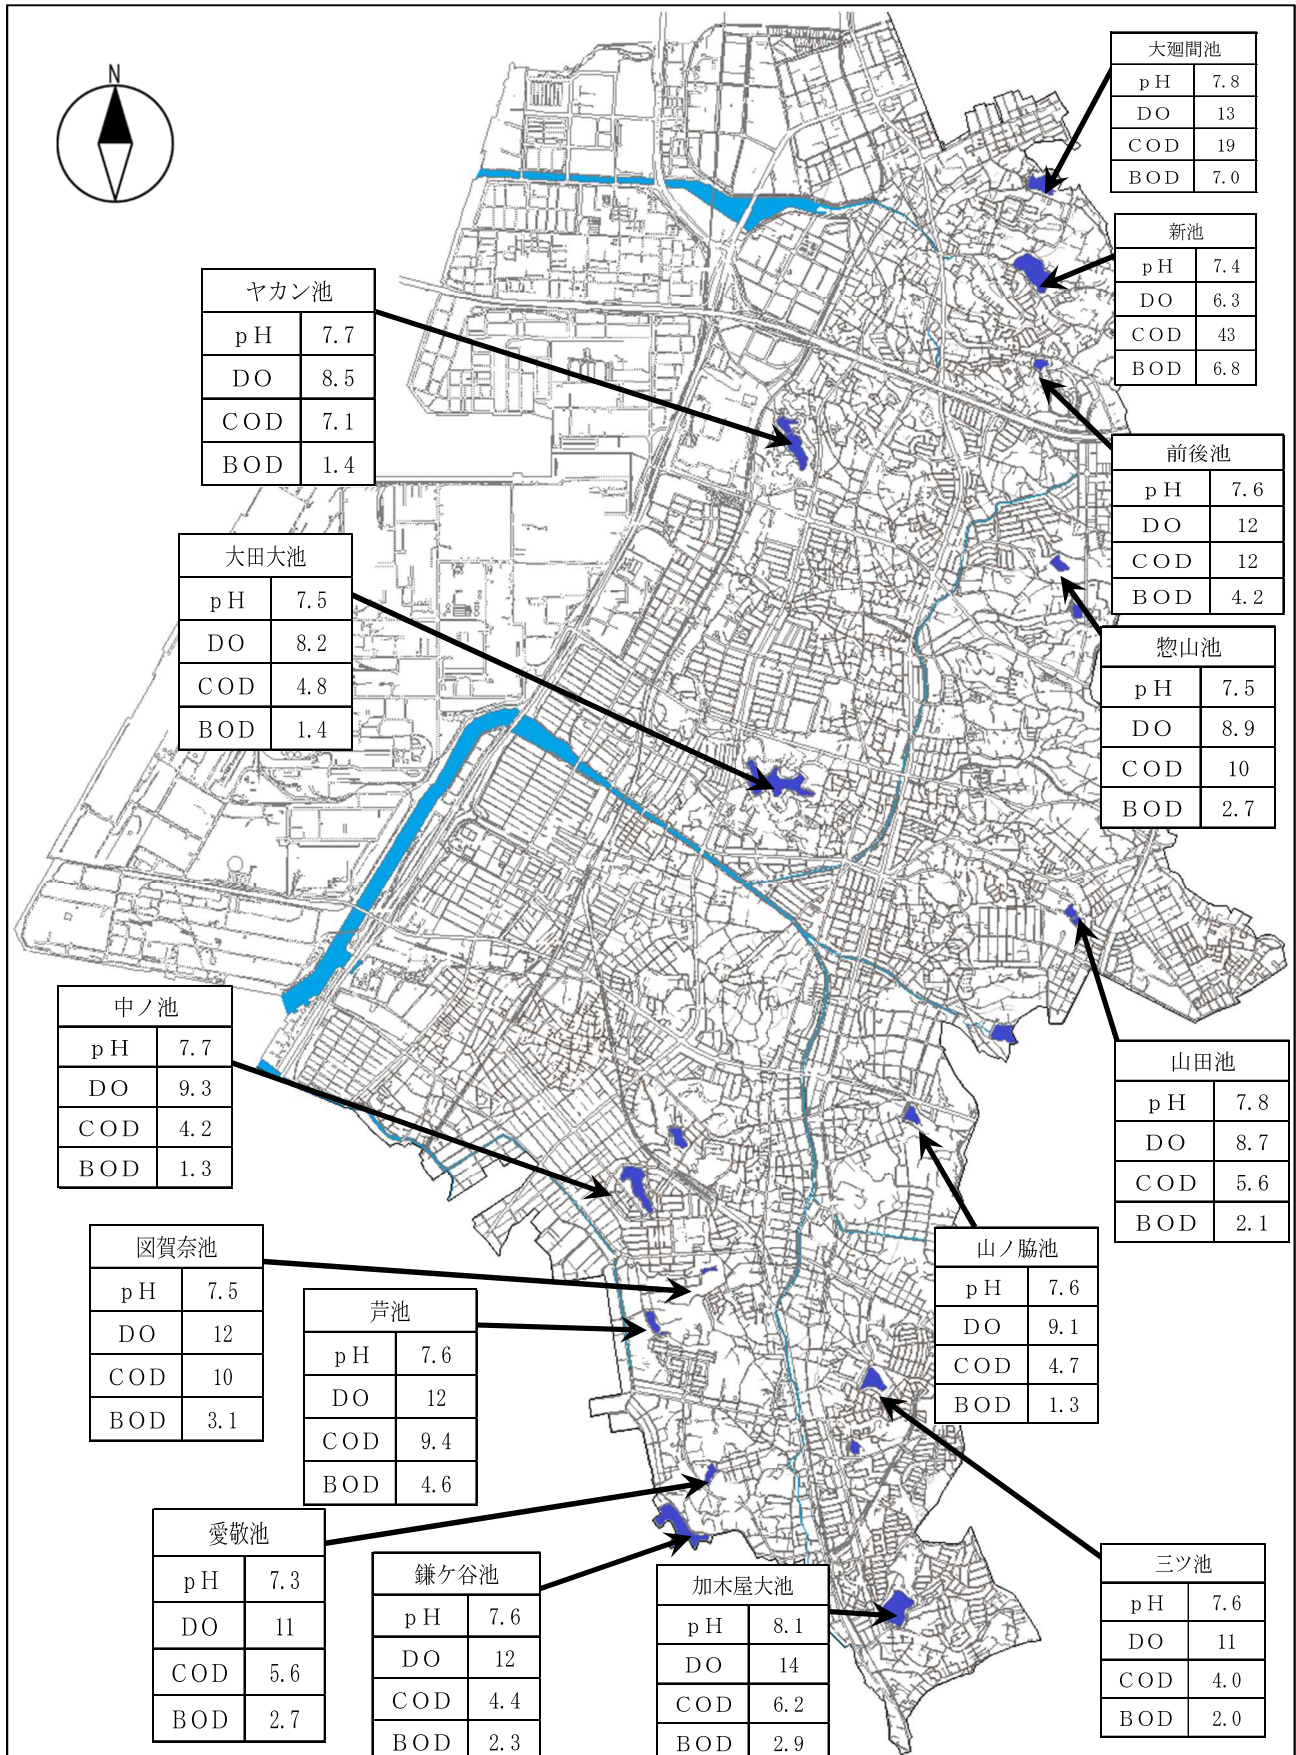 N
大廻間池
pH 7.8
DO 13
COD 19
BOD 7.0
新池
pH 7.4
DO 6.3
COD 43
BOD 6.8
ヤカン池
pH 7.7
DO 8.5
COD 7.1
BOD 1.4
前後池
pH 7.6
DO 12
COD 12
BOD 4.2
大田大池
pH 7.5
DO 8.2
COD 4.8
BOD 1.4
惣山池
pH 7.5
DO 8.9
COD 10
BOD 2.7
中ノ池
pH 7.7
DO 9.3
COD 4.2
BOD 1.3
山田池
pH 7.8
DO 8.7
COD 5.6
BOD 2.1
図賀奈池
pH 7.5
DO 12
COD 10
BOD 3.1
山ノ脇池
pH 7.6
DO 9.1
COD 4.7
BOD 1.3
芦池
pH 7.6
DO 12
COD 9.4
BOD 4.6
愛敬池
pH 7.3
DO 11
COD 5.6
BOD 2.7
鎌ケ谷池
pH 7.6
DO 12
COD 4.4
BOD 2.3
加木屋大池
pH 8.1
DO 14
COD 6.2
BOD 2.9
三ツ池
pH 7.6
DO 11
COD 4.0
BOD 2.0